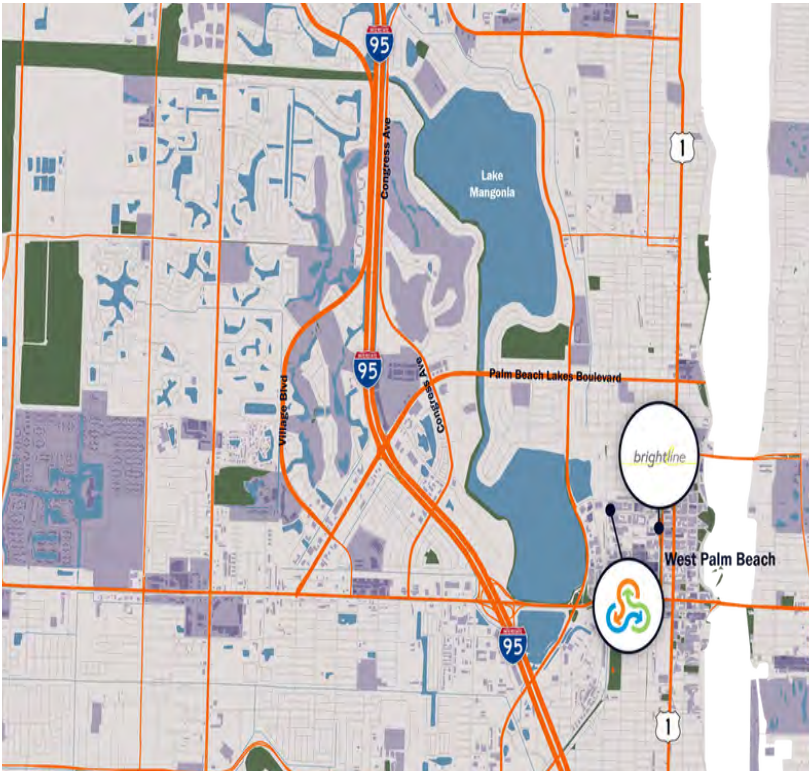 95
Congress Ave
1
Lake
Mangonia
95
Congress Ave
Palm Beach Lakes Boulevard
Village Blvd
brightline
West Palm Beach
95
1